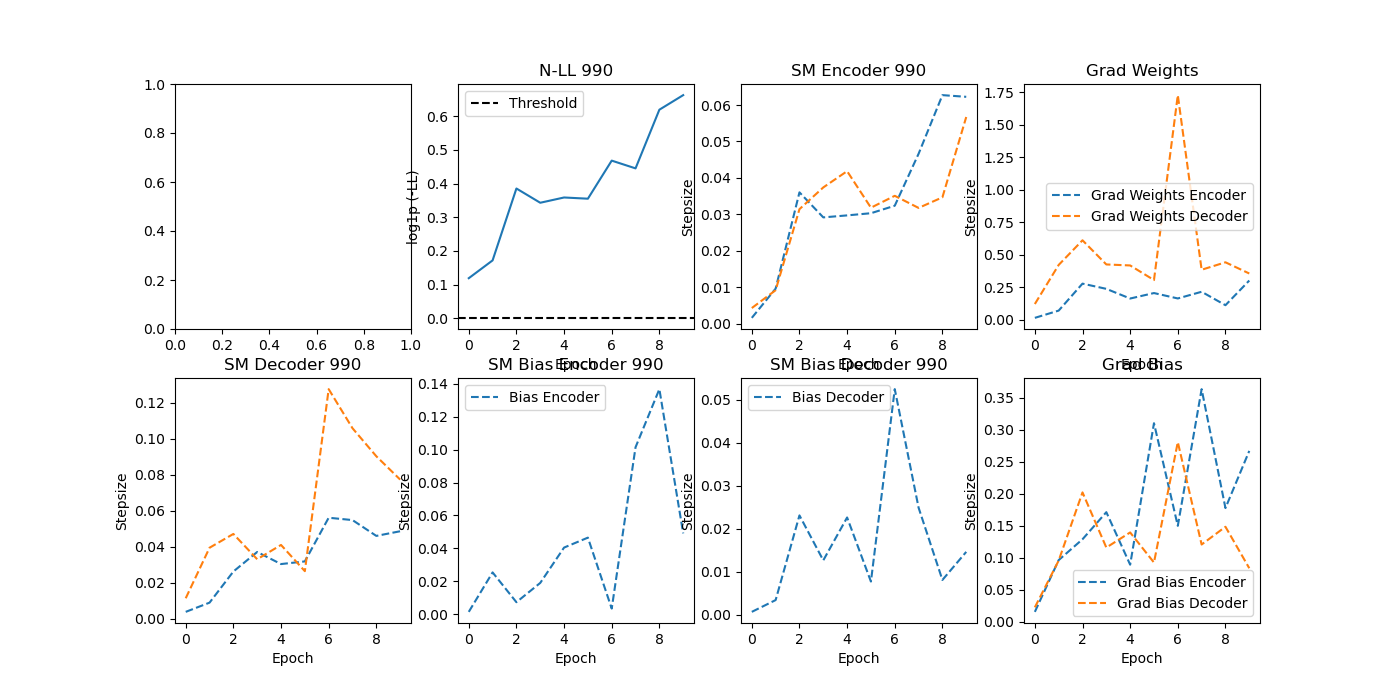 1.0
0.8
0.6
0.4
0.2
0.0
0.0 0.2 0.4 0.6 0.8 1.0
N-LL 990
Threshold
log1p (-LL)
0.6
0.5
0.4
0.3
0.2
0.1
0.0
0 2 4 6 8
Epoch
SM Encoder 990
Stepsize
0.06
0.05
0.04
0.03
0.02
0.01
0.00
0 2 4 6 8
Epoch
Grad Weights
Stepsize
1.75
1.50
1.25
1.00
0.75
0.50
0.25
0.00
Grad Weights Encoder
Grad Weights Decoder
0 2 4 6 8
Epoch
SM Decoder 990
Stepsize
0.12
0.10
0.08
0.06
0.04
0.02
0.00
0 2 4 6 8
Epoch
SM Bias Encoder 990
Bias Encoder
Stepsize
0.14
0.12
0.10
0.08
0.06
0.04
0.02
0.00
0 2 4 6 8
Epoch
SM Bias Decoder 990
Bias Decoder
Stepsize
0.05
0.04
0.03
0.02
0.01
0.00
0 2 4 6 8
Epoch
Grad Bias
Stepsize
0.35
0.30
0.25
0.20
0.15
0.10
0.05
0.00
Grad Bias Encoder
Grad Bias Decoder
0 2 4 6 8
Epoch